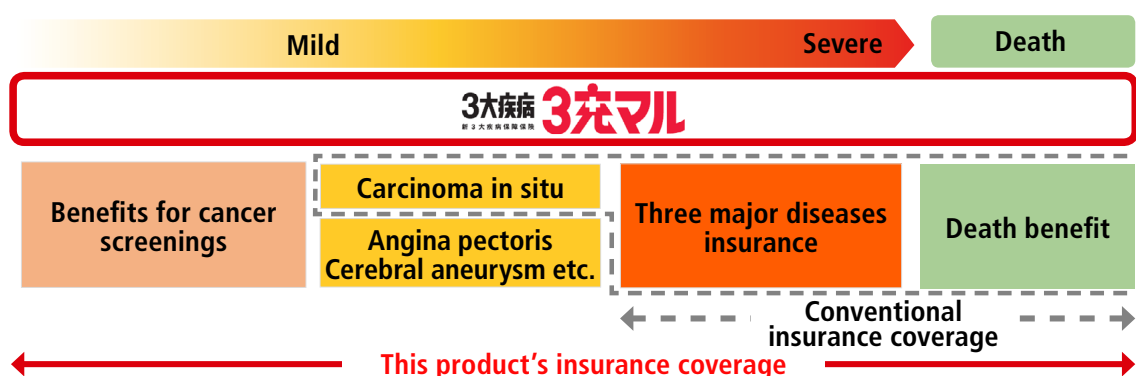 Mild
Severe
Death
3大疾病
新3大疾病保障保険
3充マル
Benefits for cancer
screenings
Carcinoma in situ
Angina pectoris
Cerebral aneurysm etc.
Three major diseases
insurance
Death benefit
Conventional
insurance coverage
This product's insurance coverage